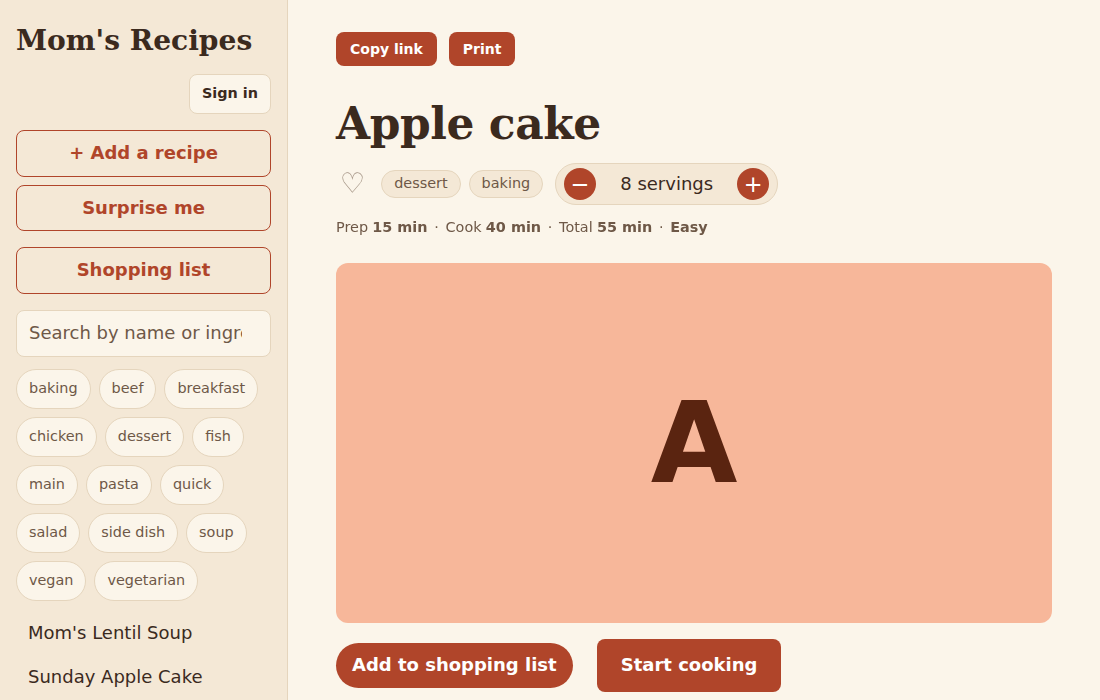 Mom's Recipes
Sign in
+ Add a recipe
Surprise me
Shopping list
Search by name or ingr
baking beef breakfast
chicken dessert fish
main pasta quick
salad side dish soup
vegan vegetarian
Mom's Lentil Soup
Sunday Apple Cake
Copy link Print
Apple cake
♡ dessert baking − 8 servings +
Prep 15 min · Cook 40 min · Total 55 min · Easy
A
Add to shopping list Start cooking